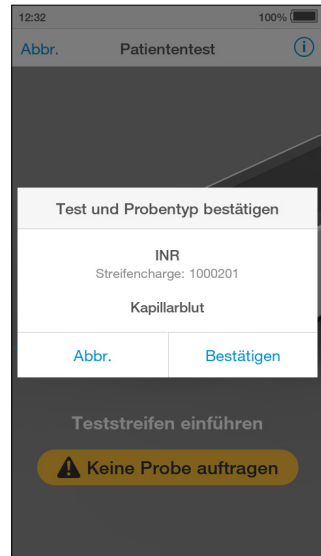 12:32 100%
Abbr. Patiententest i
Test und Probentyp bestätigen
INR
Streifencharge: 1000201
Kapillarblut
Abbr. Bestätigen
Teststreifen einführen
Keine Probe auftragen